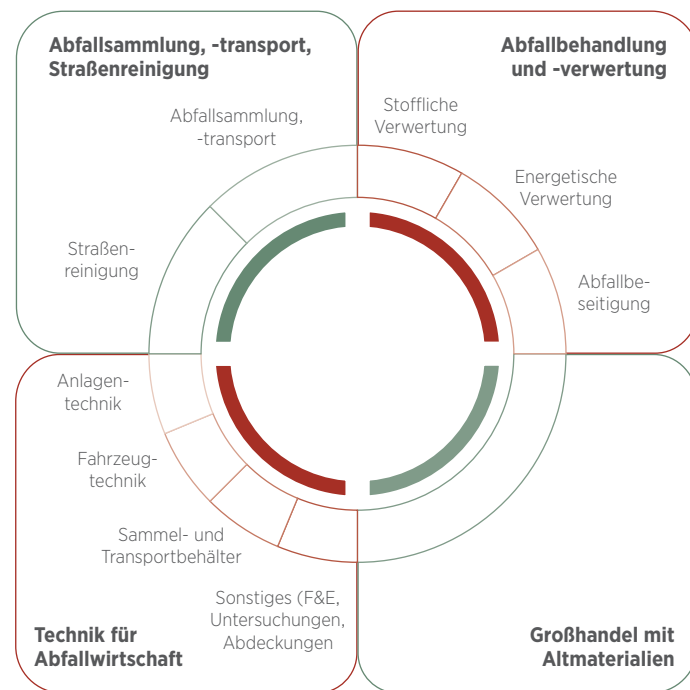 Abfallsammlung, -transport,
Straßenreinigung
Abfallsammlung,
-transport
Straßen-
reinigung
Abfallbehandlung
und -verwertung
Stoffliche
Verwertung
Energetische
Verwertung
Abfallbe-
seitigung
Anlagen-
technik
Fahrzeug-
technik
Sammel- und
Transportbehälter
Sonstiges (F&E,
Untersuchungen,
Abdeckungen
Technik für
Abfallwirtschaft
Großhandel mit
Altmaterialien